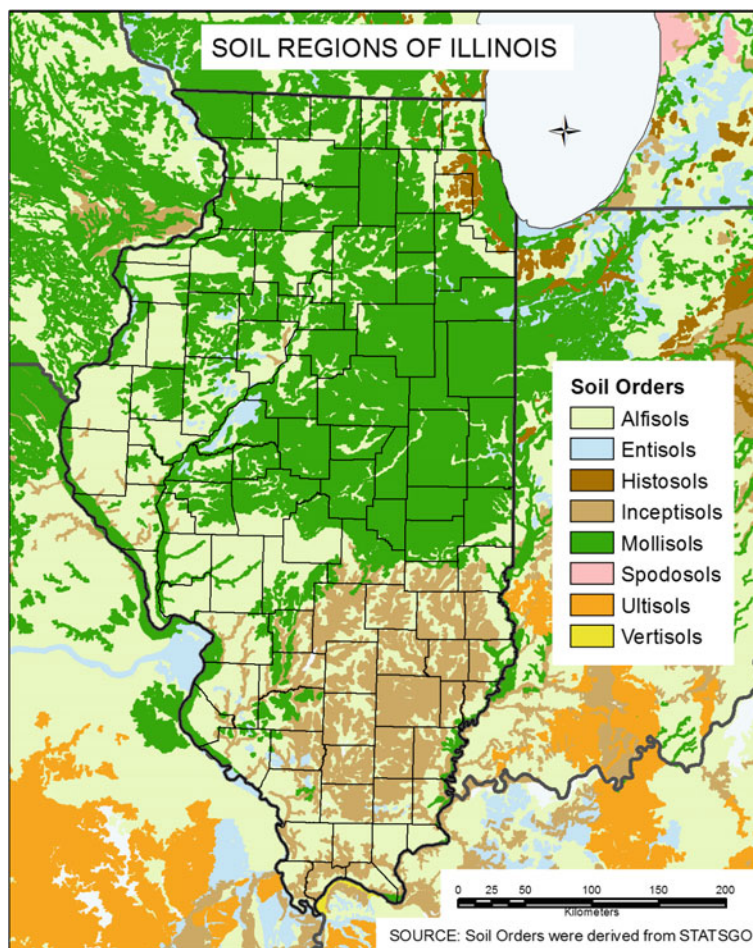 SOIL REGIONS OF ILLINOIS
Soil Orders
Alfisols
Entisols
Histosols
Inceptisols
Mollisols
Spodosols
Ultisols
Vertisols
0 25 50 100 150 200
Kilometers
SOURCE: Soil Orders were derived from STATSGO